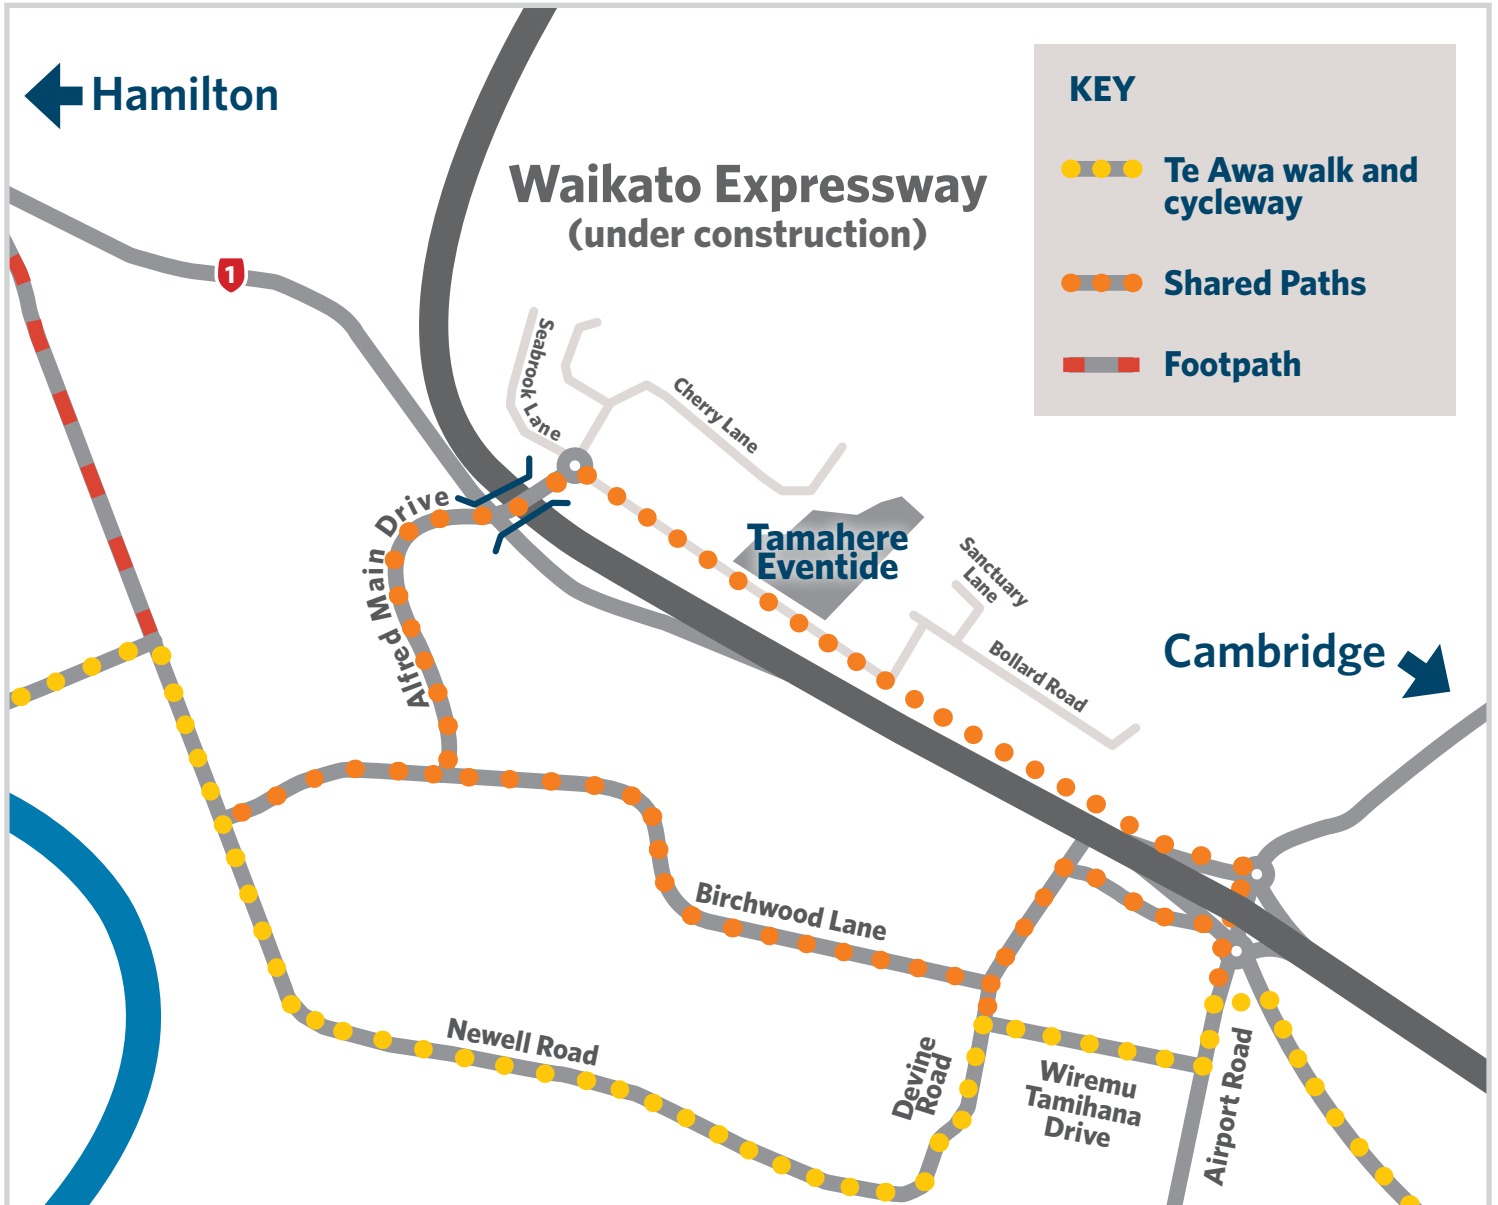 Hamilton
KEY
Te Awa walk and
cycleway
Shared Paths
Footpath
Waikato Expressway
(under construction)
1
Seabrook Lane
Cherry Lane
Alfred Main Drive
Tamahere
Eventide
Sanctuary
Lane
Bollard Road
Cambridge
Birchwood Lane
Newell Road
Devine
Road
Wiremu
Tamihana
Drive
Airport Road